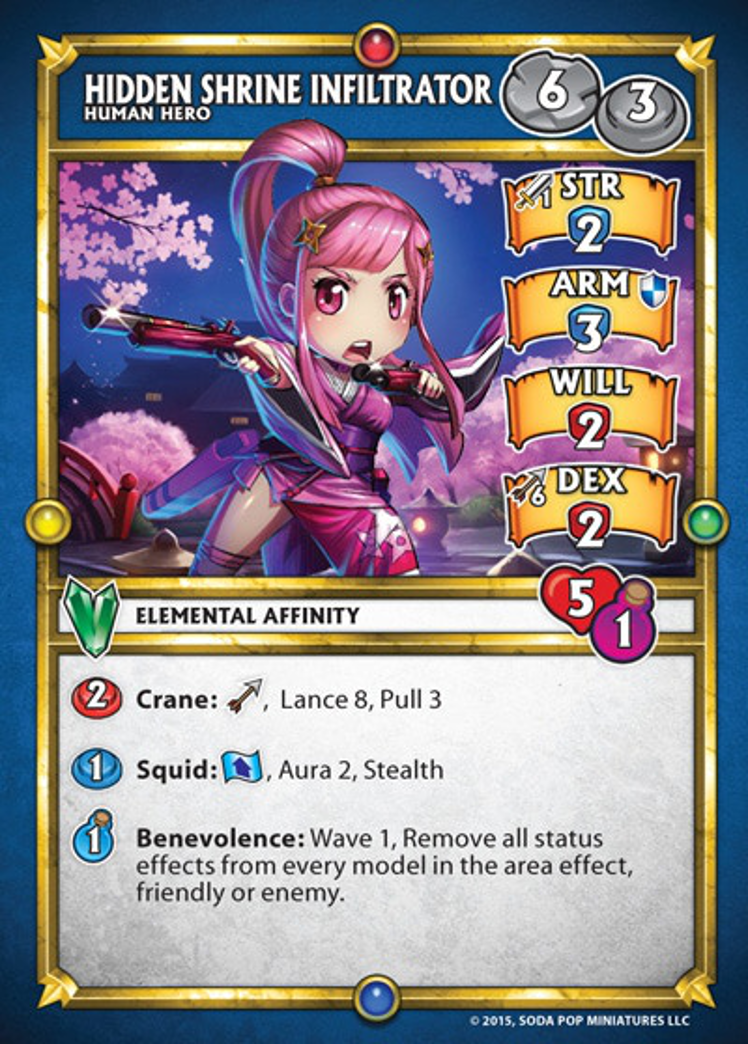 HIDDEN SHRINE INFILTRATOR
HUMAN HERO
6
3
STR
1
2
ARM
3
WILL
2
DEX
6
2
ELEMENTAL AFFINITY
5
1
2 Crane: , Lance 8, Pull 3
1 Squid: , Aura 2, Stealth
1 Benevolence: Wave 1, Remove all status
effects from every model in the area effect,
friendly or enemy.
© 2015, SODA POP MINIATURES LLC